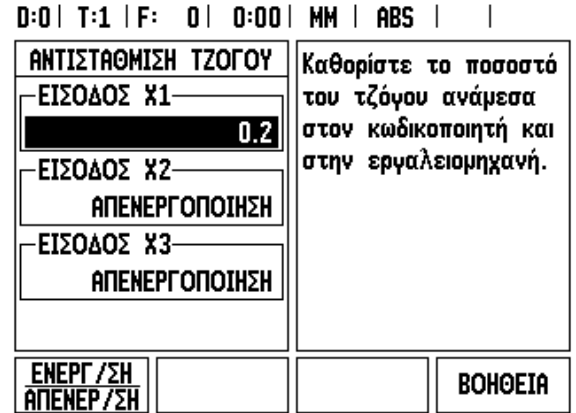 D:0 | T:1 | F: 0 | 0:00 | MM | ABS | |
ΑΝΤΙΣΤΑΘΜΙΣΗ ΤΖΟΓΟΥ
ΕΙΣΟΔΟΣ X1
0.2
ΕΙΣΟΔΟΣ X2
ΑΠΕΝΕΡΓΟΠΟΙΗΣΗ
ΕΙΣΟΔΟΣ X3
ΑΠΕΝΕΡΓΟΠΟΙΗΣΗ
Καθορίστε το ποσοστό
του τζόγου ανάμεσα
στον κωδικοποιητή και
στην εργαλειομηχανή.
ΕΝΕΡΓ/ΣΗ
ΑΠΕΝΕΡ/ΣΗ
ΒΟΗΘΕΙΑ